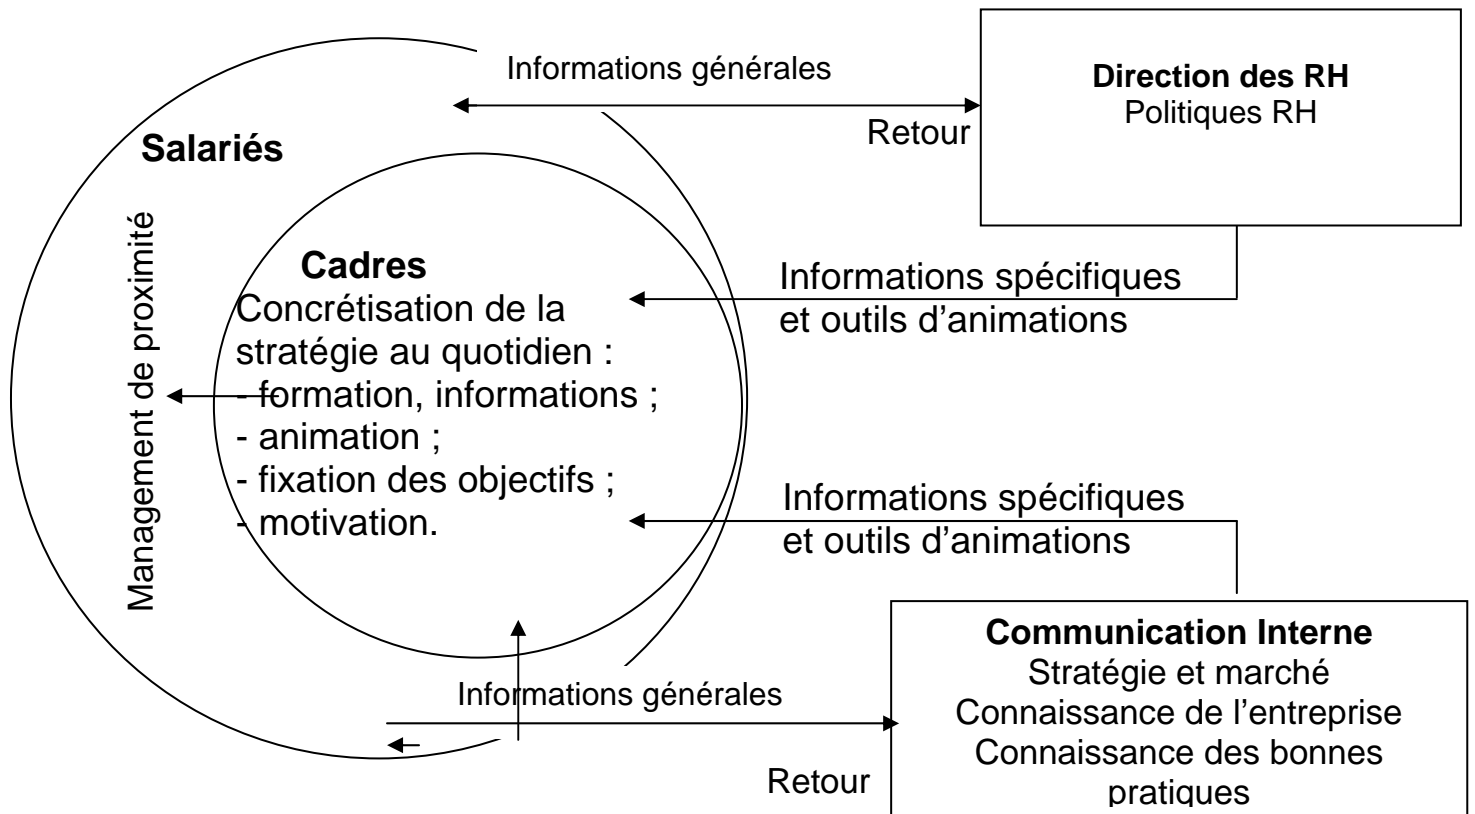 Informations générales
Retour
Direction des RH
Politiques RH
Salariés
Management de proximité
Cadres
Concrétisation de la
stratégie au quotidien :
- formation, informations ;
- animation ;
- fixation des objectifs ;
- motivation.
Informations spécifiques
et outils d’animations
Informations spécifiques
et outils d’animations
Informations générales
Retour
Communication Interne
Stratégie et marché
Connaissance de l’entreprise
Connaissance des bonnes
pratiques